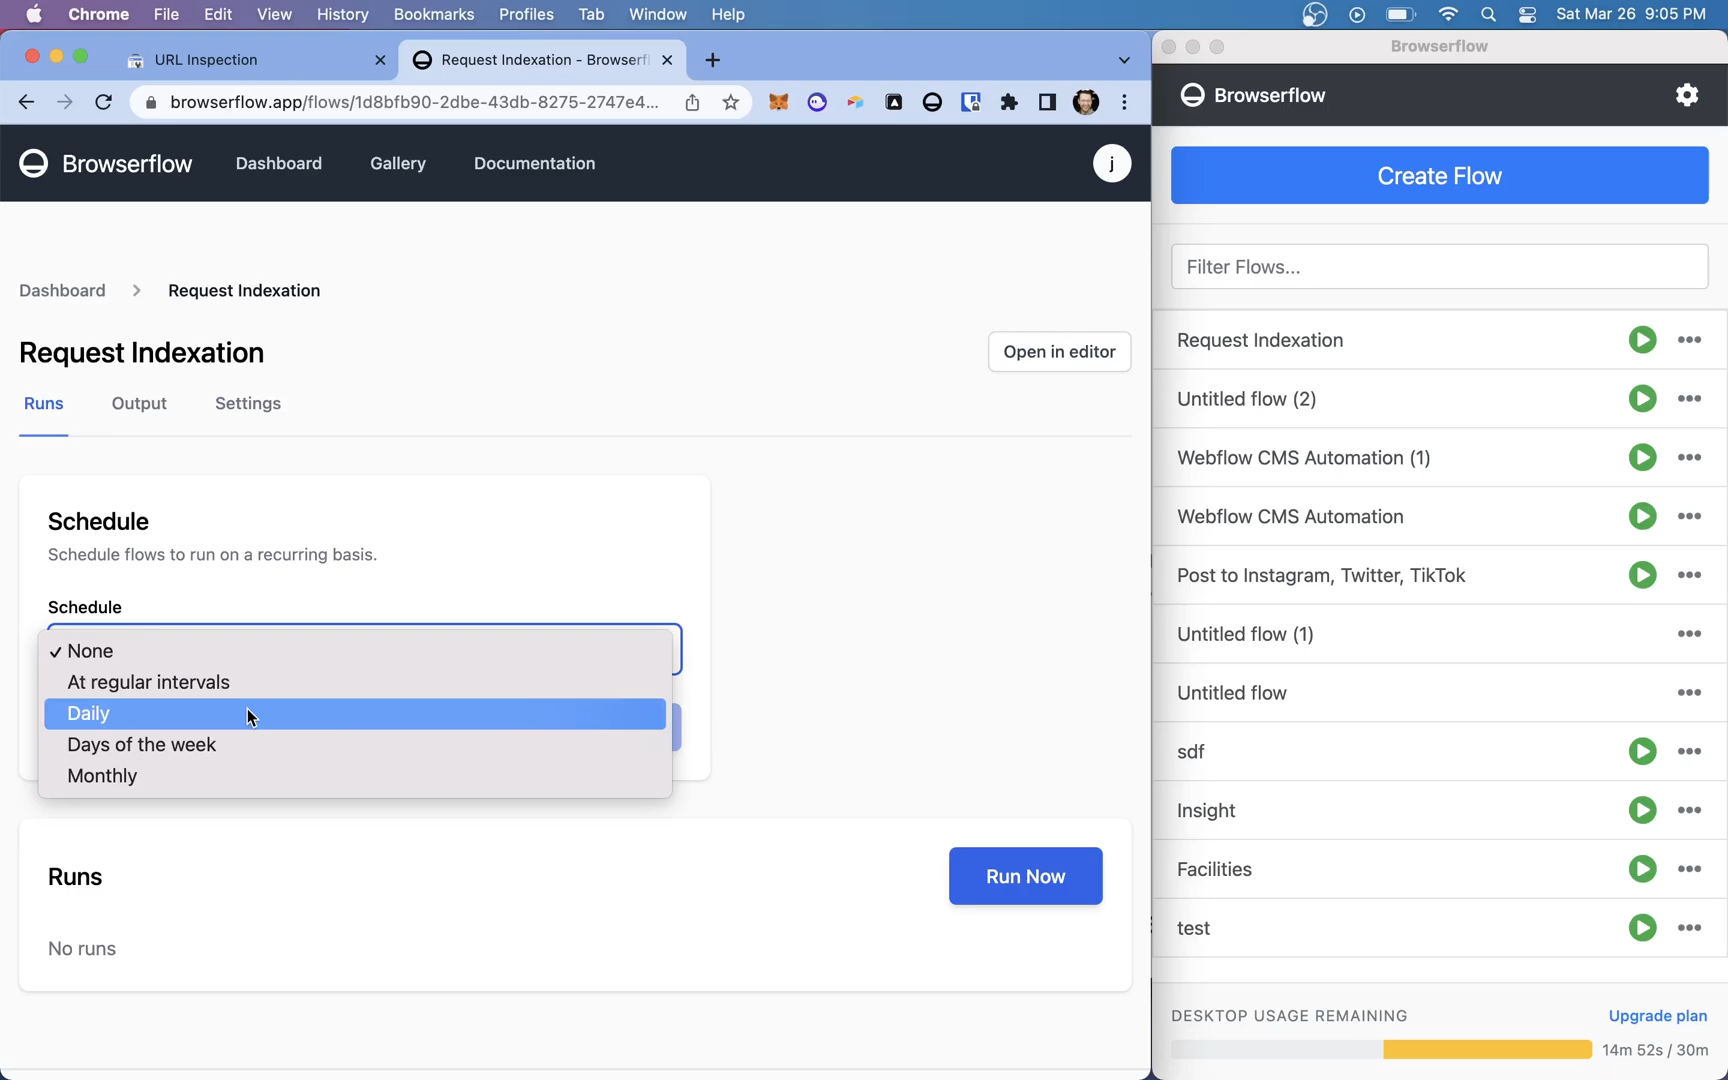 Chrome File Edit View History Bookmarks Profiles Tab Window Help Sat Mar 26 9:05 PM
URL Inspection
Request Indexation - Browserfl
browserflow.app/flows/1d8bfb90-2dbe-43db-8275-2747e4...
Browserflow Dashboard Gallery Documentation j
Dashboard > Request Indexation
Request Indexation
Open in editor
Runs Output Settings
Schedule
Schedule flows to run on a recurring basis.
Schedule
✓ None
At regular intervals
Daily
Days of the week
Monthly
Runs
Run Now
No runs
Browserflow
Browserflow
Create Flow
Filter Flows...
Request Indexation
Untitled flow (2)
Webflow CMS Automation (1)
Webflow CMS Automation
Post to Instagram, Twitter, TikTok
Untitled flow (1)
Untitled flow
sdf
Insight
Facilities
test
DESKTOP USAGE REMAINING
Upgrade plan
14m 52s / 30m